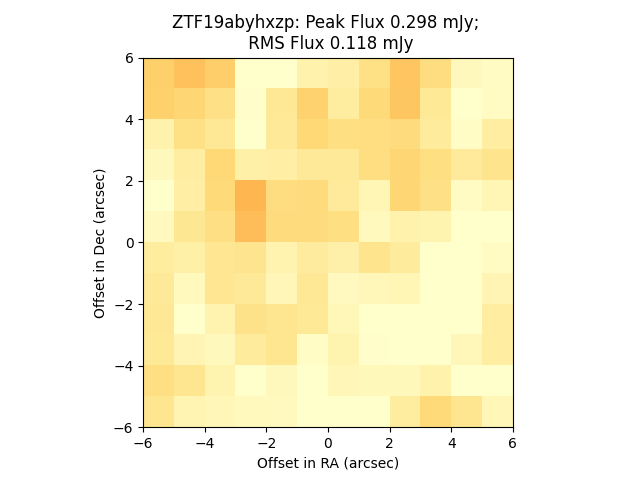 ZTF19abyhxzp: Peak Flux 0.298 mJy;
RMS Flux 0.118 mJy
6
4
2
0
−2
−4
−6
Offset in Dec (arcsec)
−6 −4 −2 0 2 4 6
Offset in RA (arcsec)